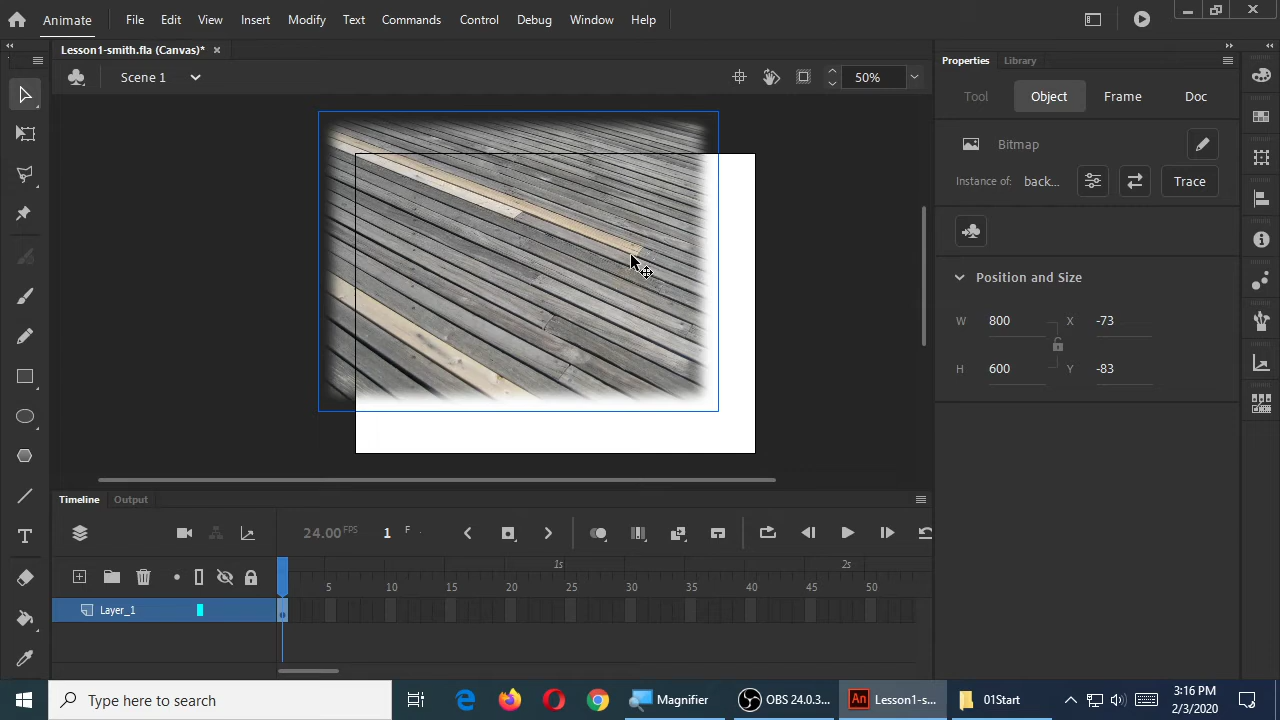 Animate File Edit View Insert Modify Text Commands Control Debug Window Help
Lesson1-smith.fla (Canvas)*
Scene 1 50%
Properties Library
Tool Object Frame Doc
Bitmap
Instance of: back... Trace
Position and Size
W 800 X -73
H 600 Y -83
Timeline Output
24.00 FPS 1 F
1s 2s
5 10 15 20 25 30 35 40 45 50
Layer_1
Type here to search Magnifier OBS 24.0.3... An Lesson1-s... 01Start 3:16 PM
2/3/2020